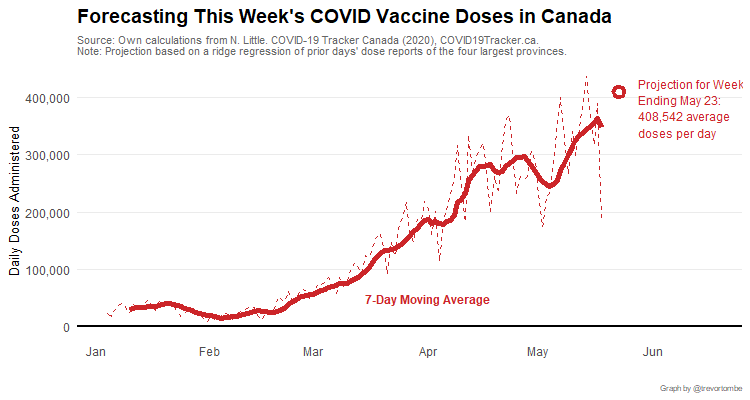 Forecasting This Week's COVID Vaccine Doses in Canada
Source: Own calculations from N. Little. COVID-19 Tracker Canada (2020), COVID19Tracker.ca.
Note: Projection based on a ridge regression of prior days' dose reports of the four largest provinces.
Projection for Week
Ending May 23:
408,542 average
doses per day
Daily Doses Administered
400,000
300,000
200,000
100,000
0
7-Day Moving Average
Jan Feb Mar Apr May Jun
Graph by @trevortombe